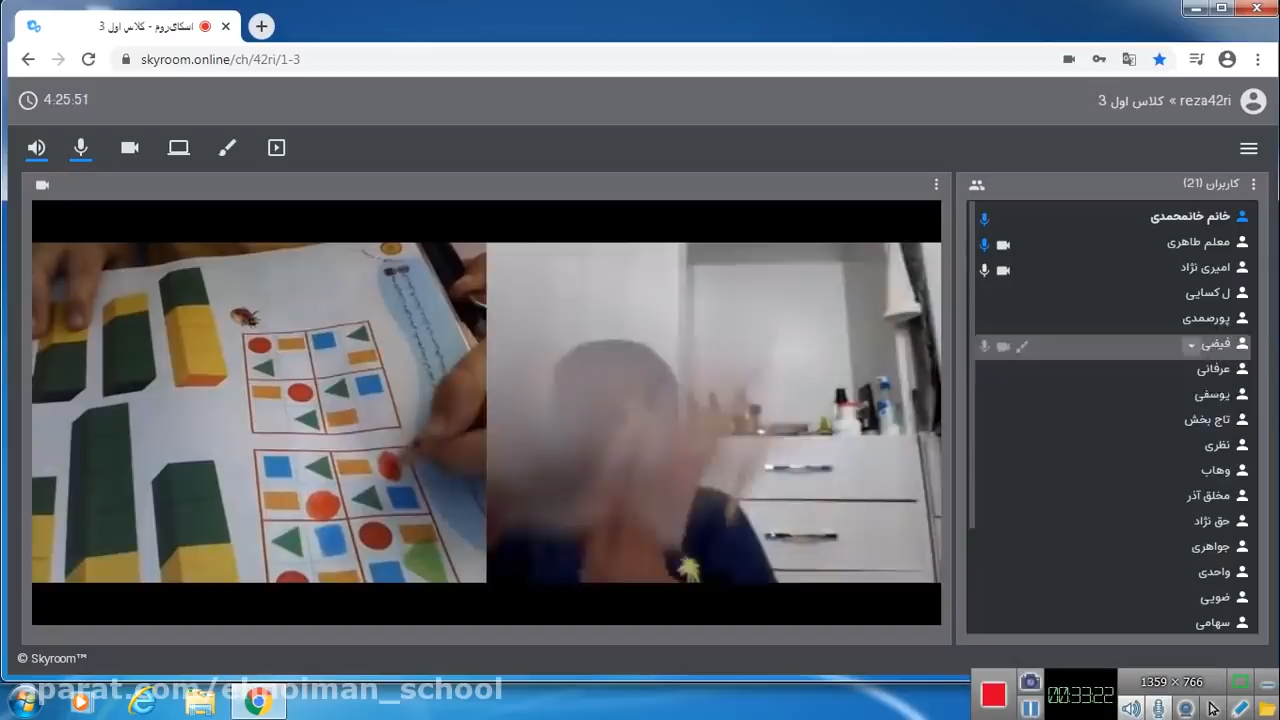 اسکای‌روم - کلاس اول 3
skyroom.online/ch/42ri/1-3
4:25:51
reza42ri » کلاس اول 3
کاربران (21)
خانم خانمحمدی
معلم طاهری
امیری نژاد
ل کسایی
پورصمدی
فیضی
عرفانی
یوسفی
تاج بخش
نظری
وهاب
مخلق آذر
حق نژاد
جواهری
واحدی
ضویی
سهامی
© Skyroom™
aparat.com/ehnoiman_school
00:33:22
1359 × 766